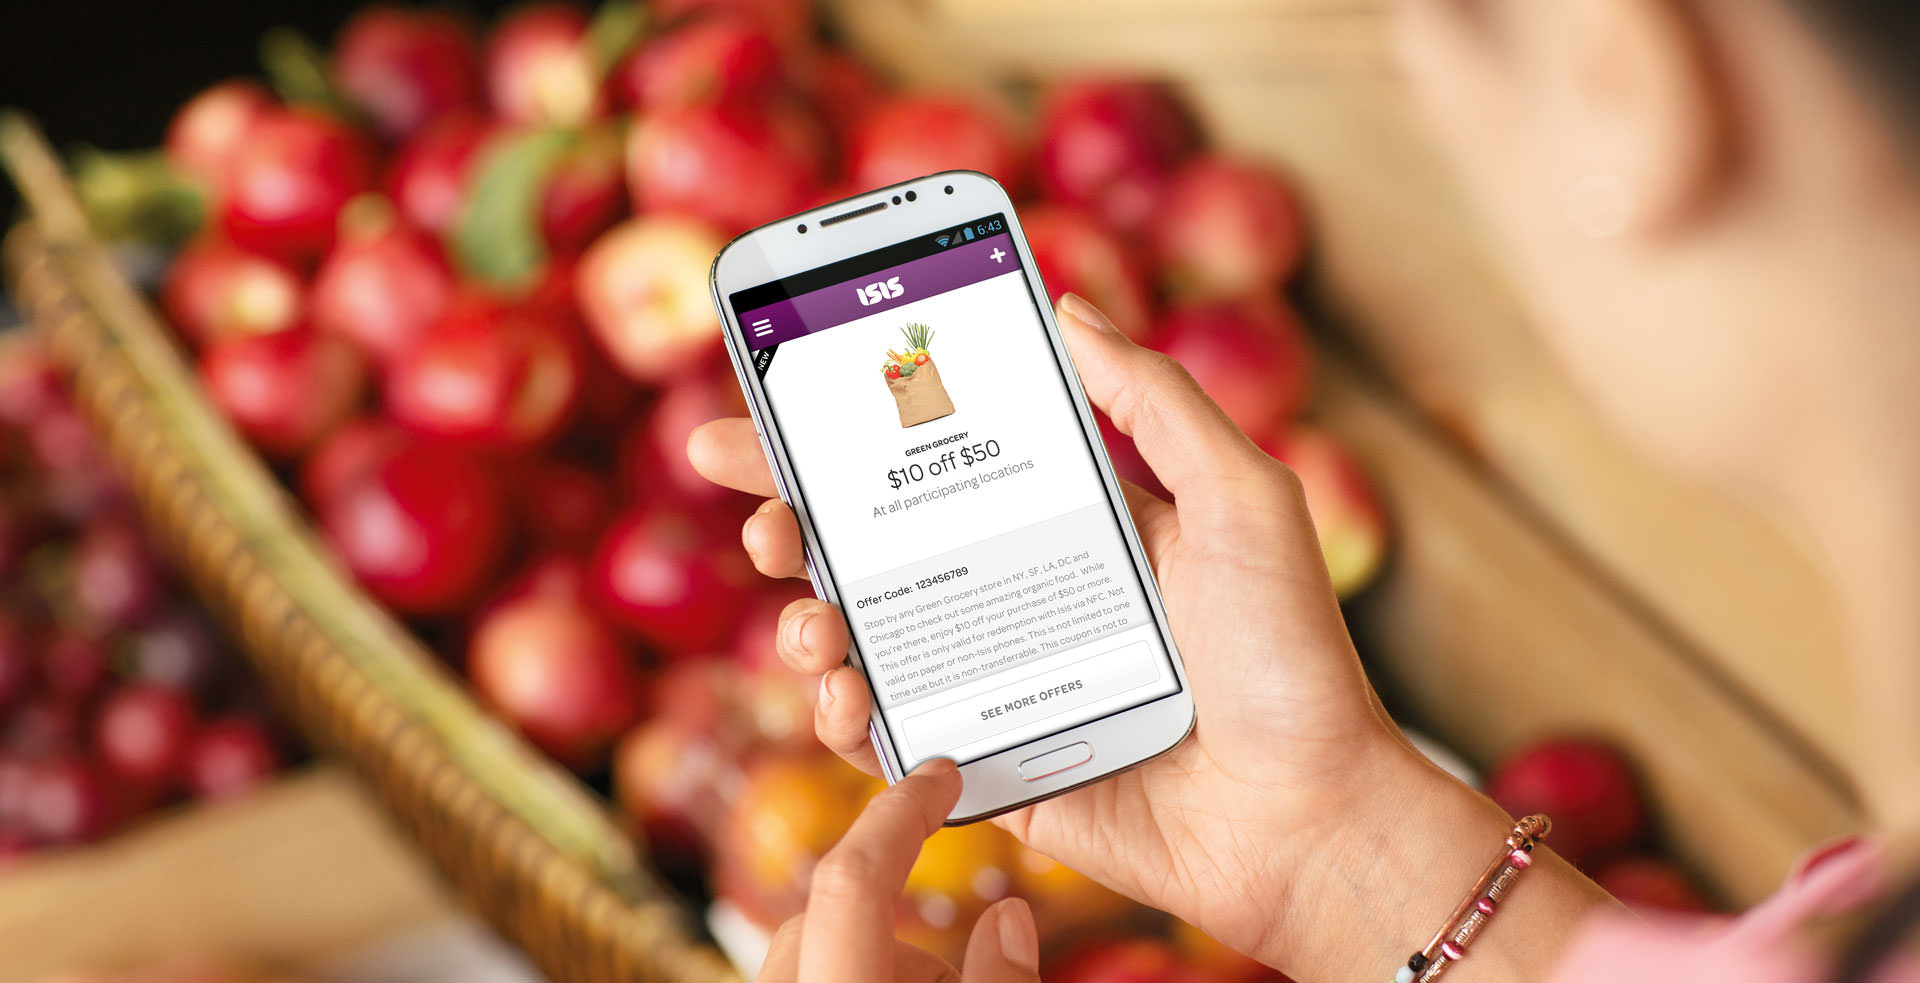 6:43
ISIS
NEW
GREEN GROCERY
$10 off $50
At all participating locations
Offer Code: 123456789
Stop by any Green Grocery store in NY, SF, LA, DC and
Chicago to check out some amazing organic food. While
you're there, enjoy $10 off your purchase of $50 or more.
This offer is only valid for redemption with Isis via NFC. Not
valid on paper or non-Isis phones. This is not limited to one
time use but it is non-transferrable. This coupon is not to
SEE MORE OFFERS